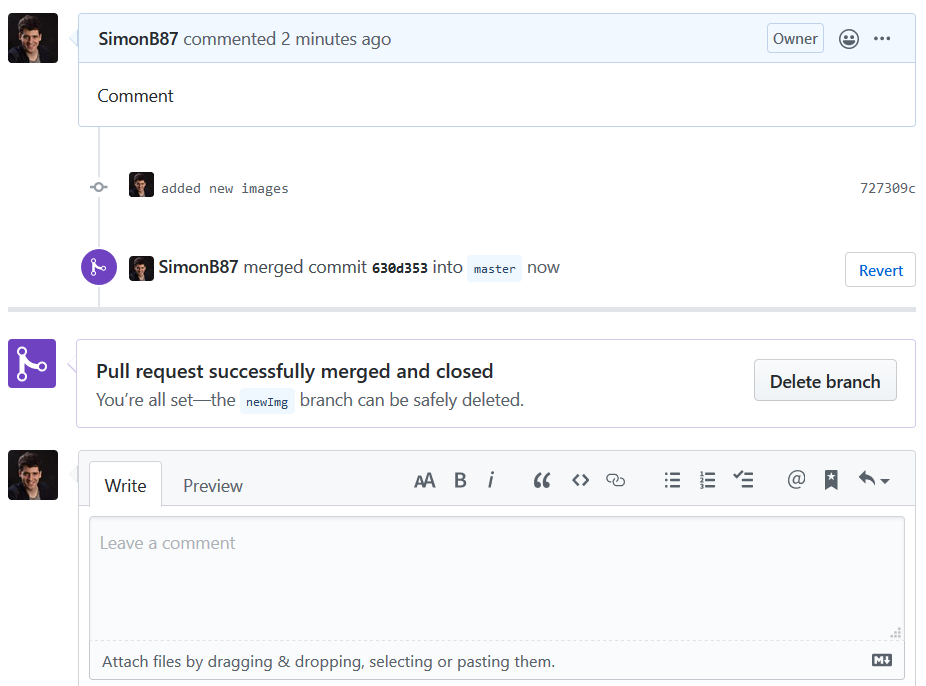 SimonB87 commented 2 minutes ago Owner
Comment
added new images 727309c
SimonB87 merged commit 630d353 into master now Revert
Pull request successfully merged and closed
You’re all set—the newImg branch can be safely deleted.
Delete branch
Write Preview AA B i
Leave a comment
Attach files by dragging & dropping, selecting or pasting them.